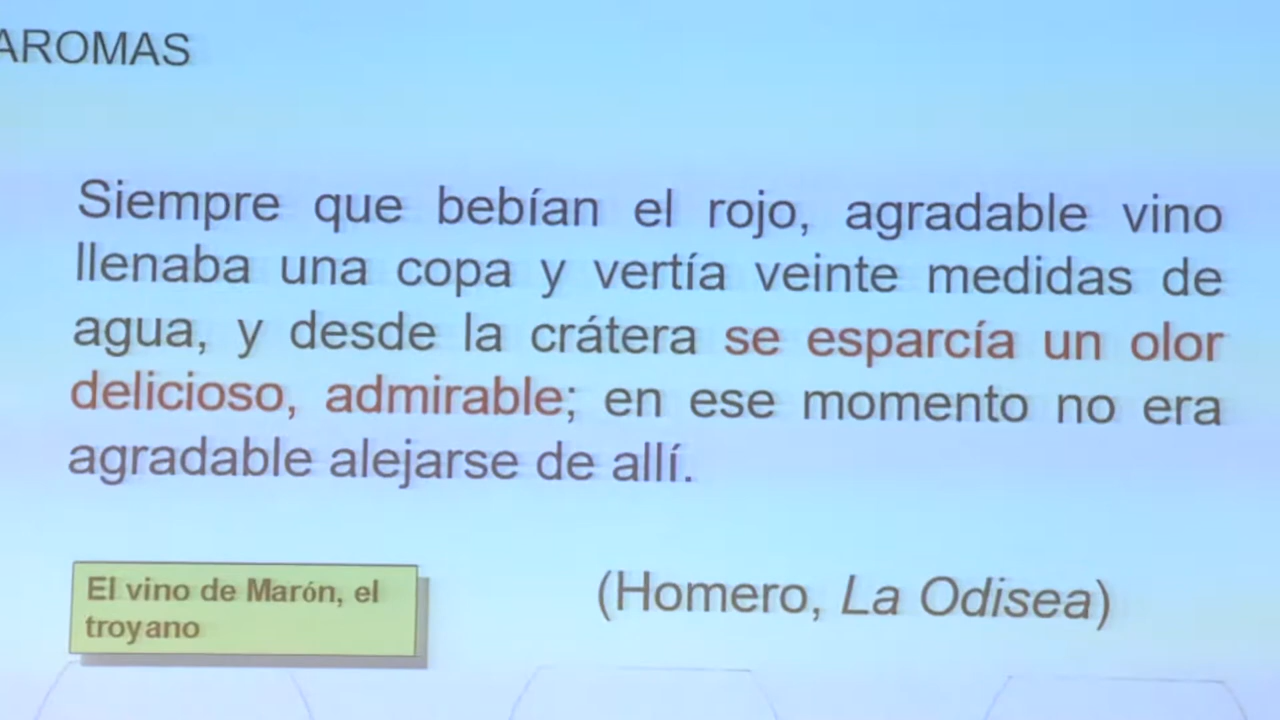 AROMAS
Siempre que bebían el rojo, agradable vino
llenaba una copa y vertía veinte medidas de
agua, y desde la crátera se esparcía un olor
delicioso, admirable; en ese momento no era
agradable alejarse de allí.
El vino de Marón, el
troyano
(Homero, La Odisea)